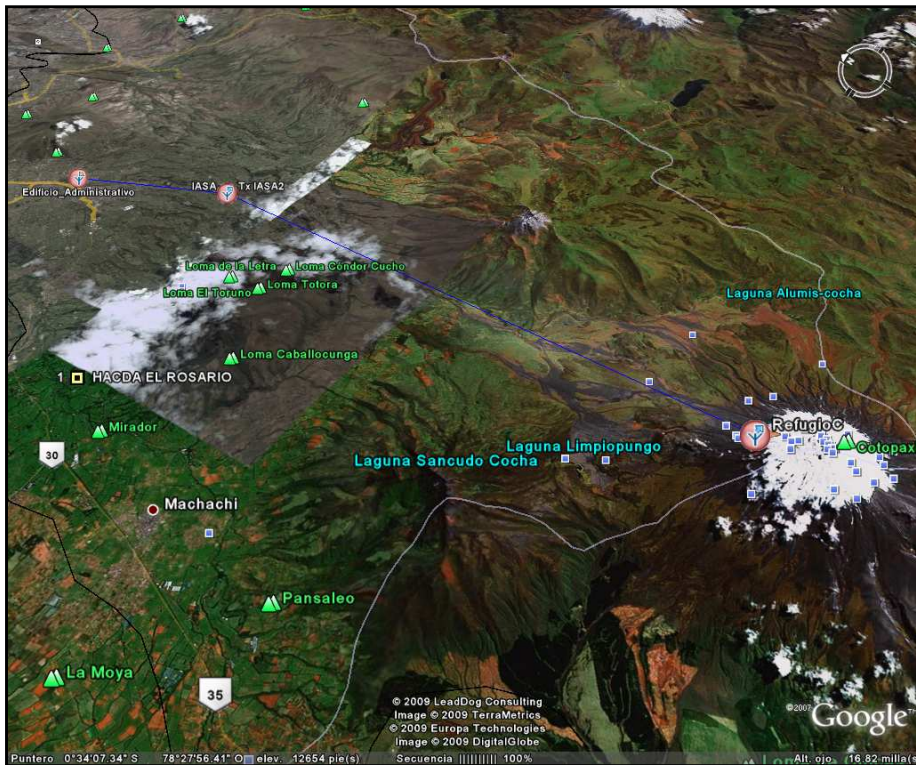 N
Edificio_Administrativo
IASA
Tx IASA2
Loma de la Letra
Loma Condor Cucho
Loma El Toruno
Loma Totora
Laguna Alumis-cocha
Loma Caballocunga
1
HACDA EL ROSARIO
Mirador
Refugio C
Cotopax
30
Laguna Limpiopungo
Laguna Sancudo Cocha
Machachi
Pansaleo
La Moya
35
© 2009 LeadDog Consulting
Image © 2009 TerraMetrics
© 2009 Europa Technologies
Image © 2009 DigitalGlobe
©2007 Google™
Puntero 0°34'07.34" S 78°27'56.41" O elev. 12654 pie(s) Secuencia 100% Alt. ojo 16.82 milla(s